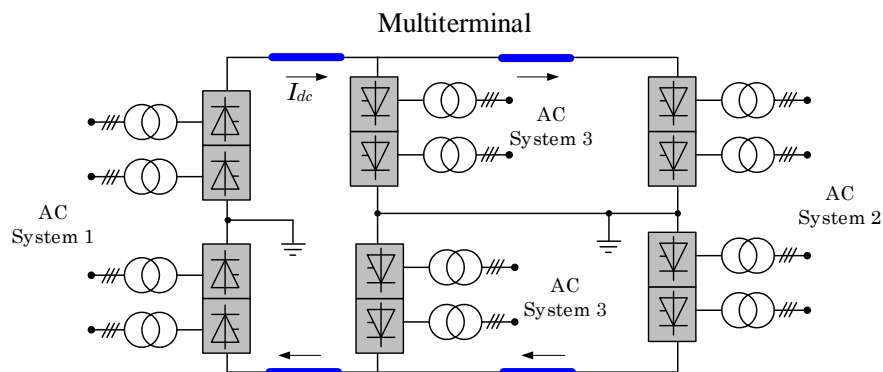 Multiterminal
I_dc
AC
System 3
AC
System 1
AC
System 2
AC
System 3